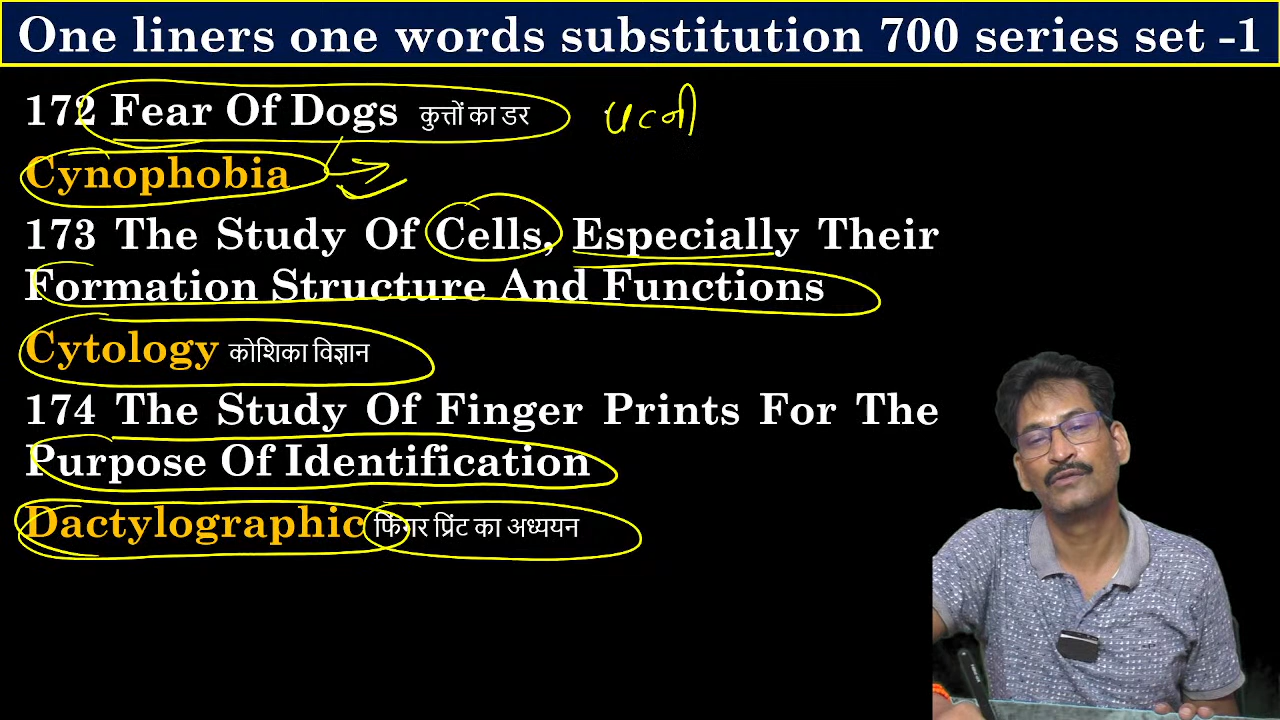 One liners one words substitution 700 series set -1
172 Fear Of Dogs कुत्तों का डर
पत्नी
Cynophobia
173 The Study Of Cells, Especially Their
Formation Structure And Functions
Cytology कोशिका विज्ञान
174 The Study Of Finger Prints For The
Purpose Of Identification
Dactylographic फिंगर प्रिंट का अध्ययन